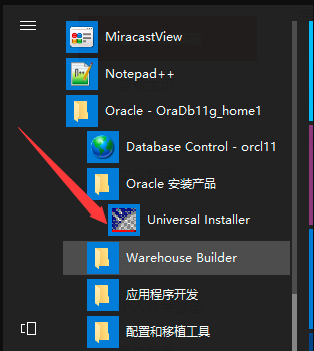 MiracastView
Notepad++
Oracle - OraDb11g_home1
Database Control - orcl11
Oracle 安装产品
Universal Installer
Warehouse Builder
应用程序开发
配置和移植工具